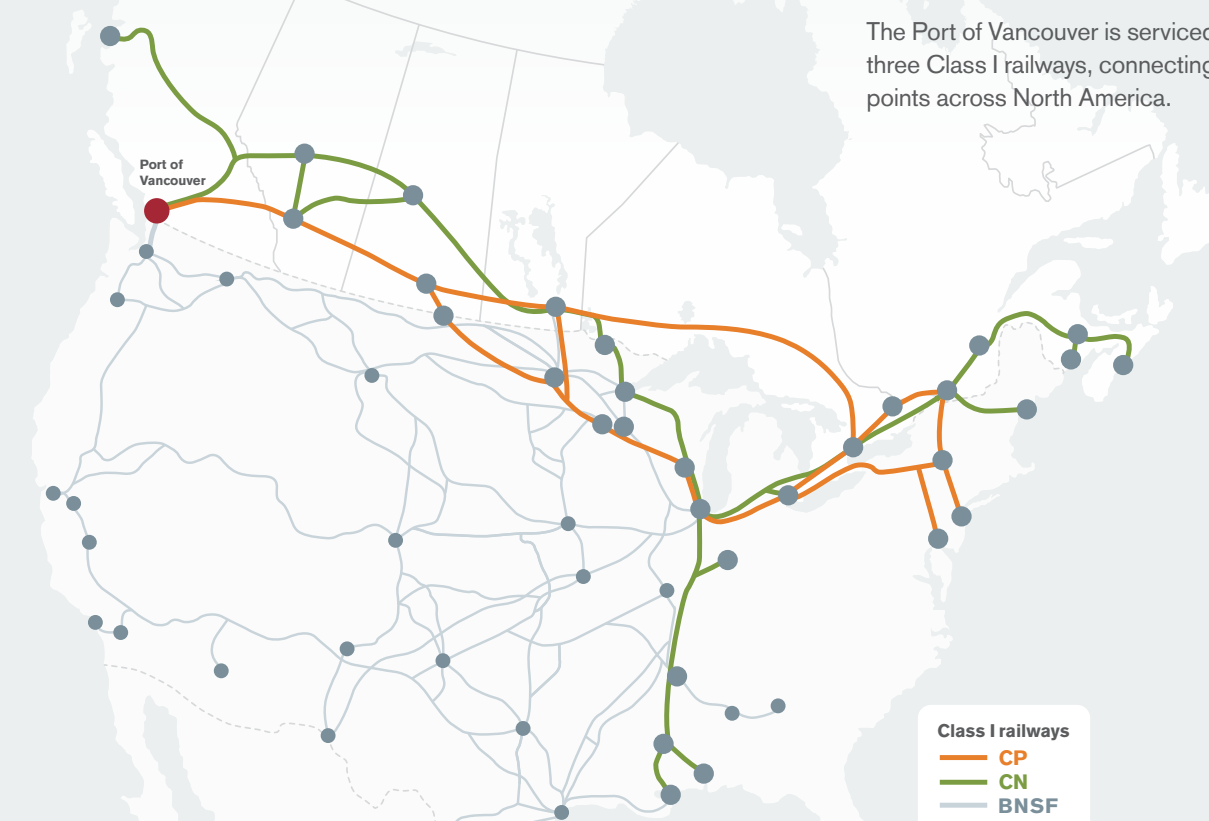 The Port of Vancouver is serviced
three Class I railways, connecting
points across North America.
Port of
Vancouver
Class I railways
CP
CN
BNSF